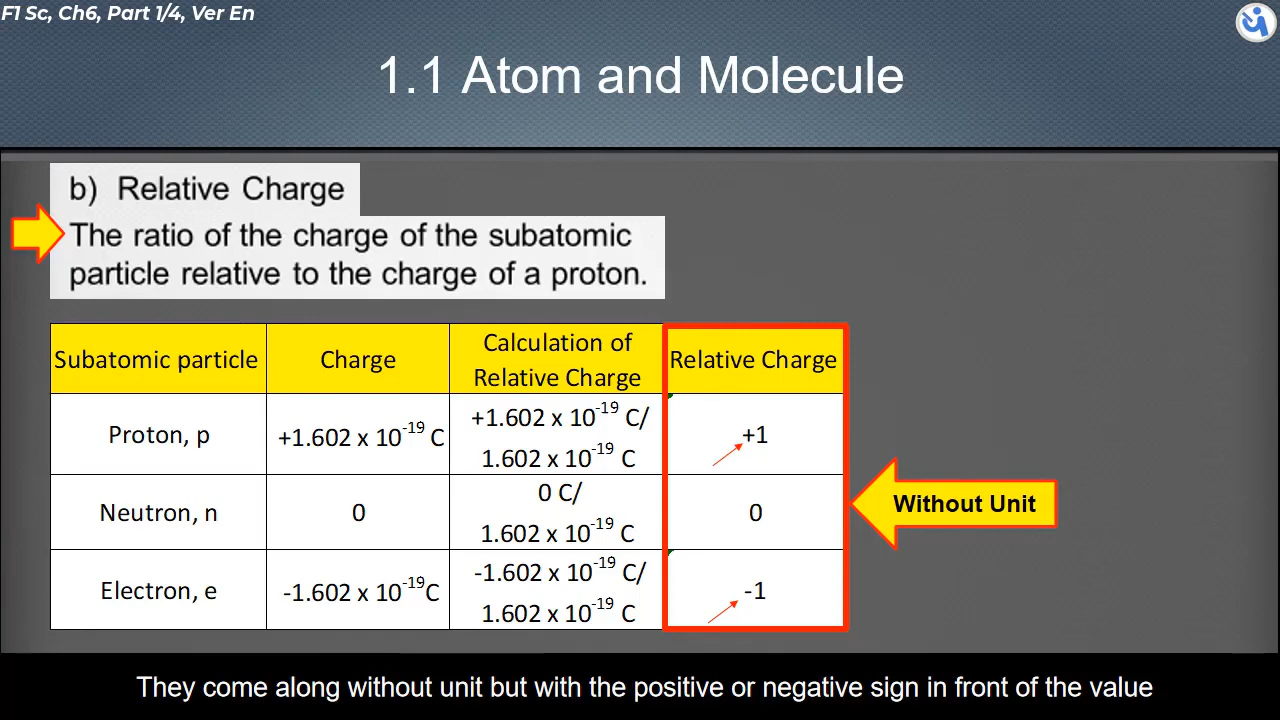 F1 Sc, Ch6, Part 1/4, Ver En
1.1 Atom and Molecule
b) Relative Charge
The ratio of the charge of the subatomic
particle relative to the charge of a proton.
Subatomic particle
Charge
Calculation of
Relative Charge
Relative Charge
Proton, p
+1.602 x 10⁻¹⁹ C
+1.602 x 10⁻¹⁹ C/
1.602 x 10⁻¹⁹ C
+1
Neutron, n
0
0 C/
1.602 x 10⁻¹⁹ C
0
Without Unit
Electron, e
-1.602 x 10⁻¹⁹C
-1.602 x 10⁻¹⁹ C/
1.602 x 10⁻¹⁹ C
-1
They come along without unit but with the positive or negative sign in front of the value